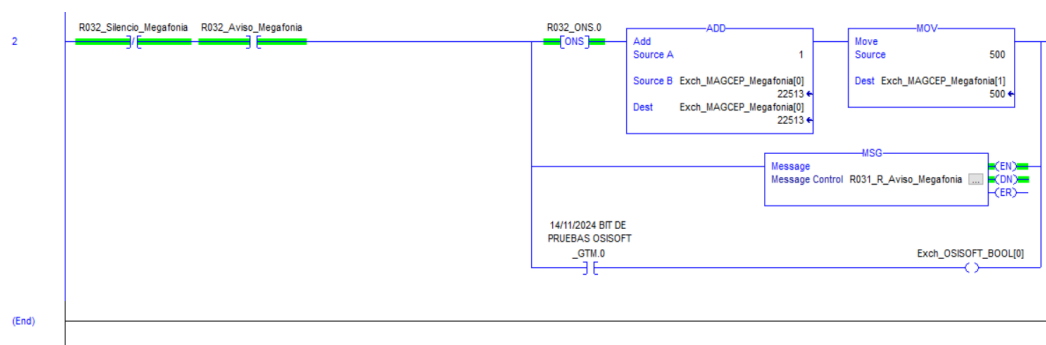 R032_Silencio_Megafonia R032_Aviso_Megafonia R032_ONS.0 ADD MOV
2 ONS Add Move
Source A 1 Source 500
Source B Exch_MAGCEP_Megafonia[0] Dest Exch_MAGCEP_Megafonia[1]
22513 500
Dest Exch_MAGCEP_Megafonia[0]
22513
MSG
Message EN
Message Control R031_R_Aviso_Megafonia ... DN
ER
14/11/2024 BIT DE
PRUEBAS OSISOFT
_GTM.0 Exch_OSISOFT_BOOL[0]
(End)